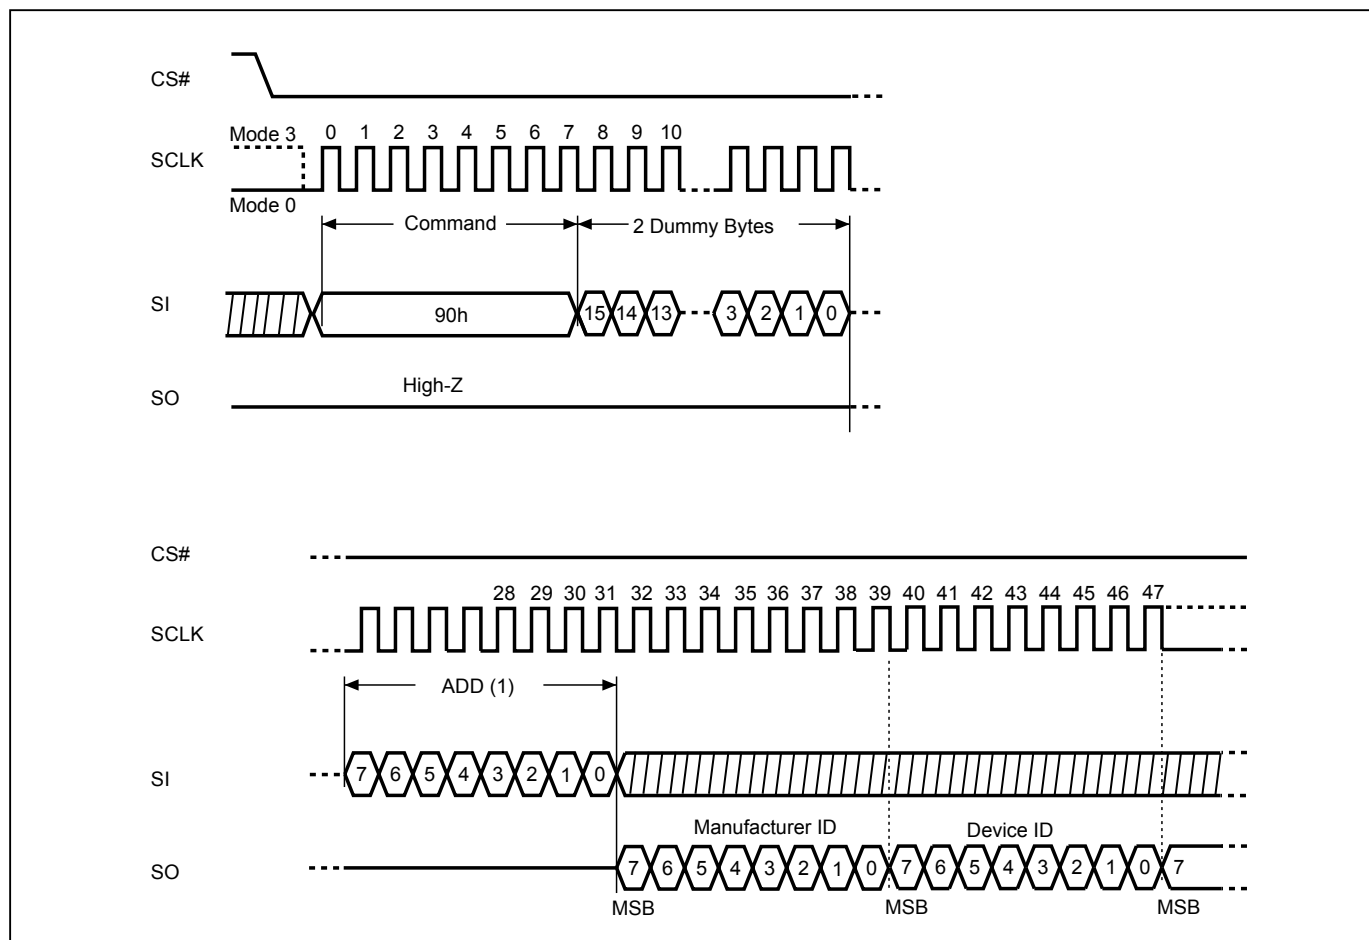 CS#
Mode 3 0 1 2 3 4 5 6 7 8 9 10
SCLK
Mode 0
Command 2 Dummy Bytes
SI 90h 15 14 13 3 2 1 0
High-Z
SO
CS#
28 29 30 31 32 33 34 35 36 37 38 39 40 41 42 43 44 45 46 47
SCLK
ADD (1)
SI 7 6 5 4 3 2 1 0
Manufacturer ID Device ID
SO 7 6 5 4 3 2 1 0 7 6 5 4 3 2 1 0 7
MSB MSB MSB